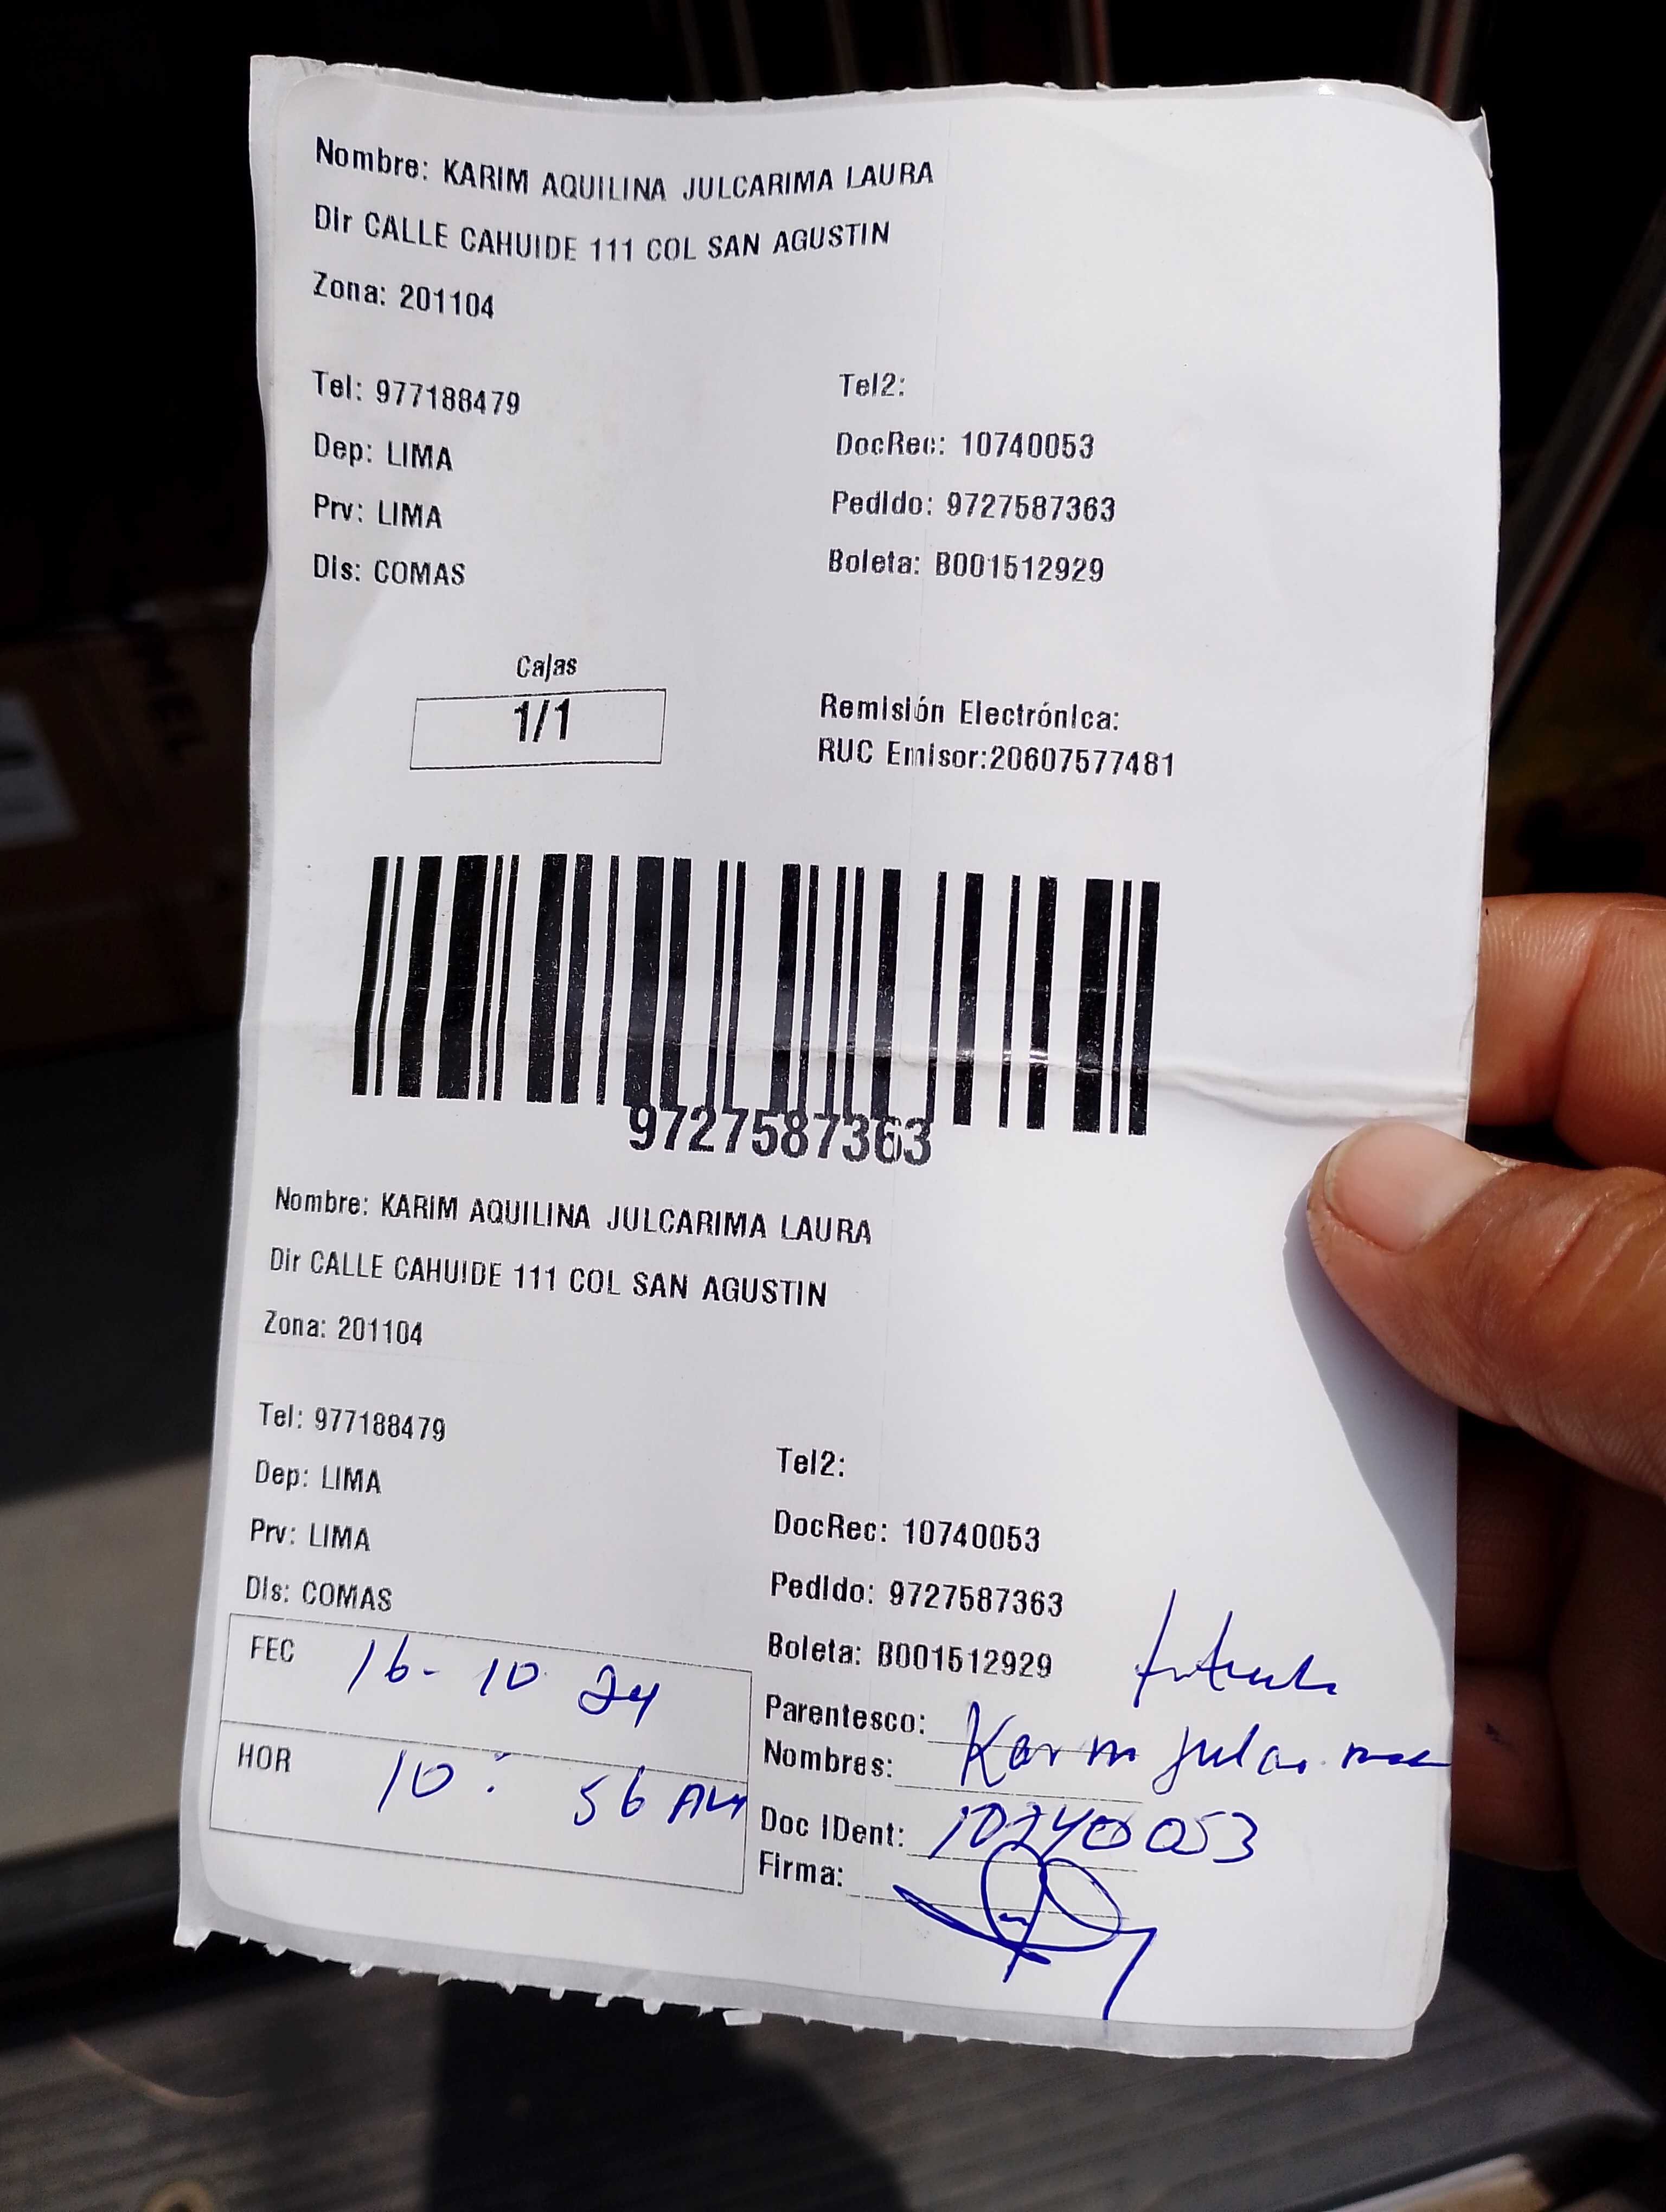 Nombre: KARIM AQUILINA JULCARIMA LAURA
Dir CALLE CAHUIDE 111 COL SAN AGUSTIN
Zona: 201104
Tel: 977188479
Tel2:
Dep: LIMA
DocRec: 10740053
Prv: LIMA
Pedido: 9727587363
Dis: COMAS
Boleta: B001512929
Cajas
1/1
Remisión Electrónica:
RUC Emisor:20607577481
9727587363
Nombre: KARIM AQUILINA JULCARIMA LAURA
Dir CALLE CAHUIDE 111 COL SAN AGUSTIN
Zona: 201104
Tel: 977188479
Tel2:
Dep: LIMA
DocRec: 10740053
Prv: LIMA
Pedido: 9727587363
Dis: COMAS
Boleta: B001512929
FEC 16-10 24
HOR 10: 56 AM
Parentesco:
Nombres: Karim
Doc IDent: 10740053
Firma: